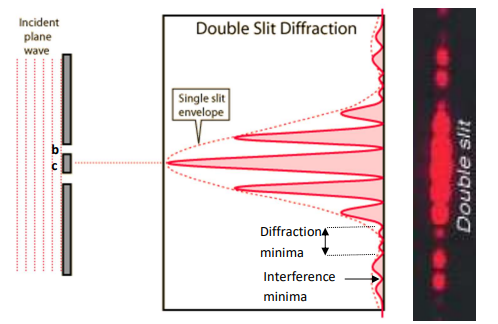 Incident
plane
wave
b
c
Double Slit Diffraction
Single slit
envelope
Diffraction
minima
Interference
minima
Double slit